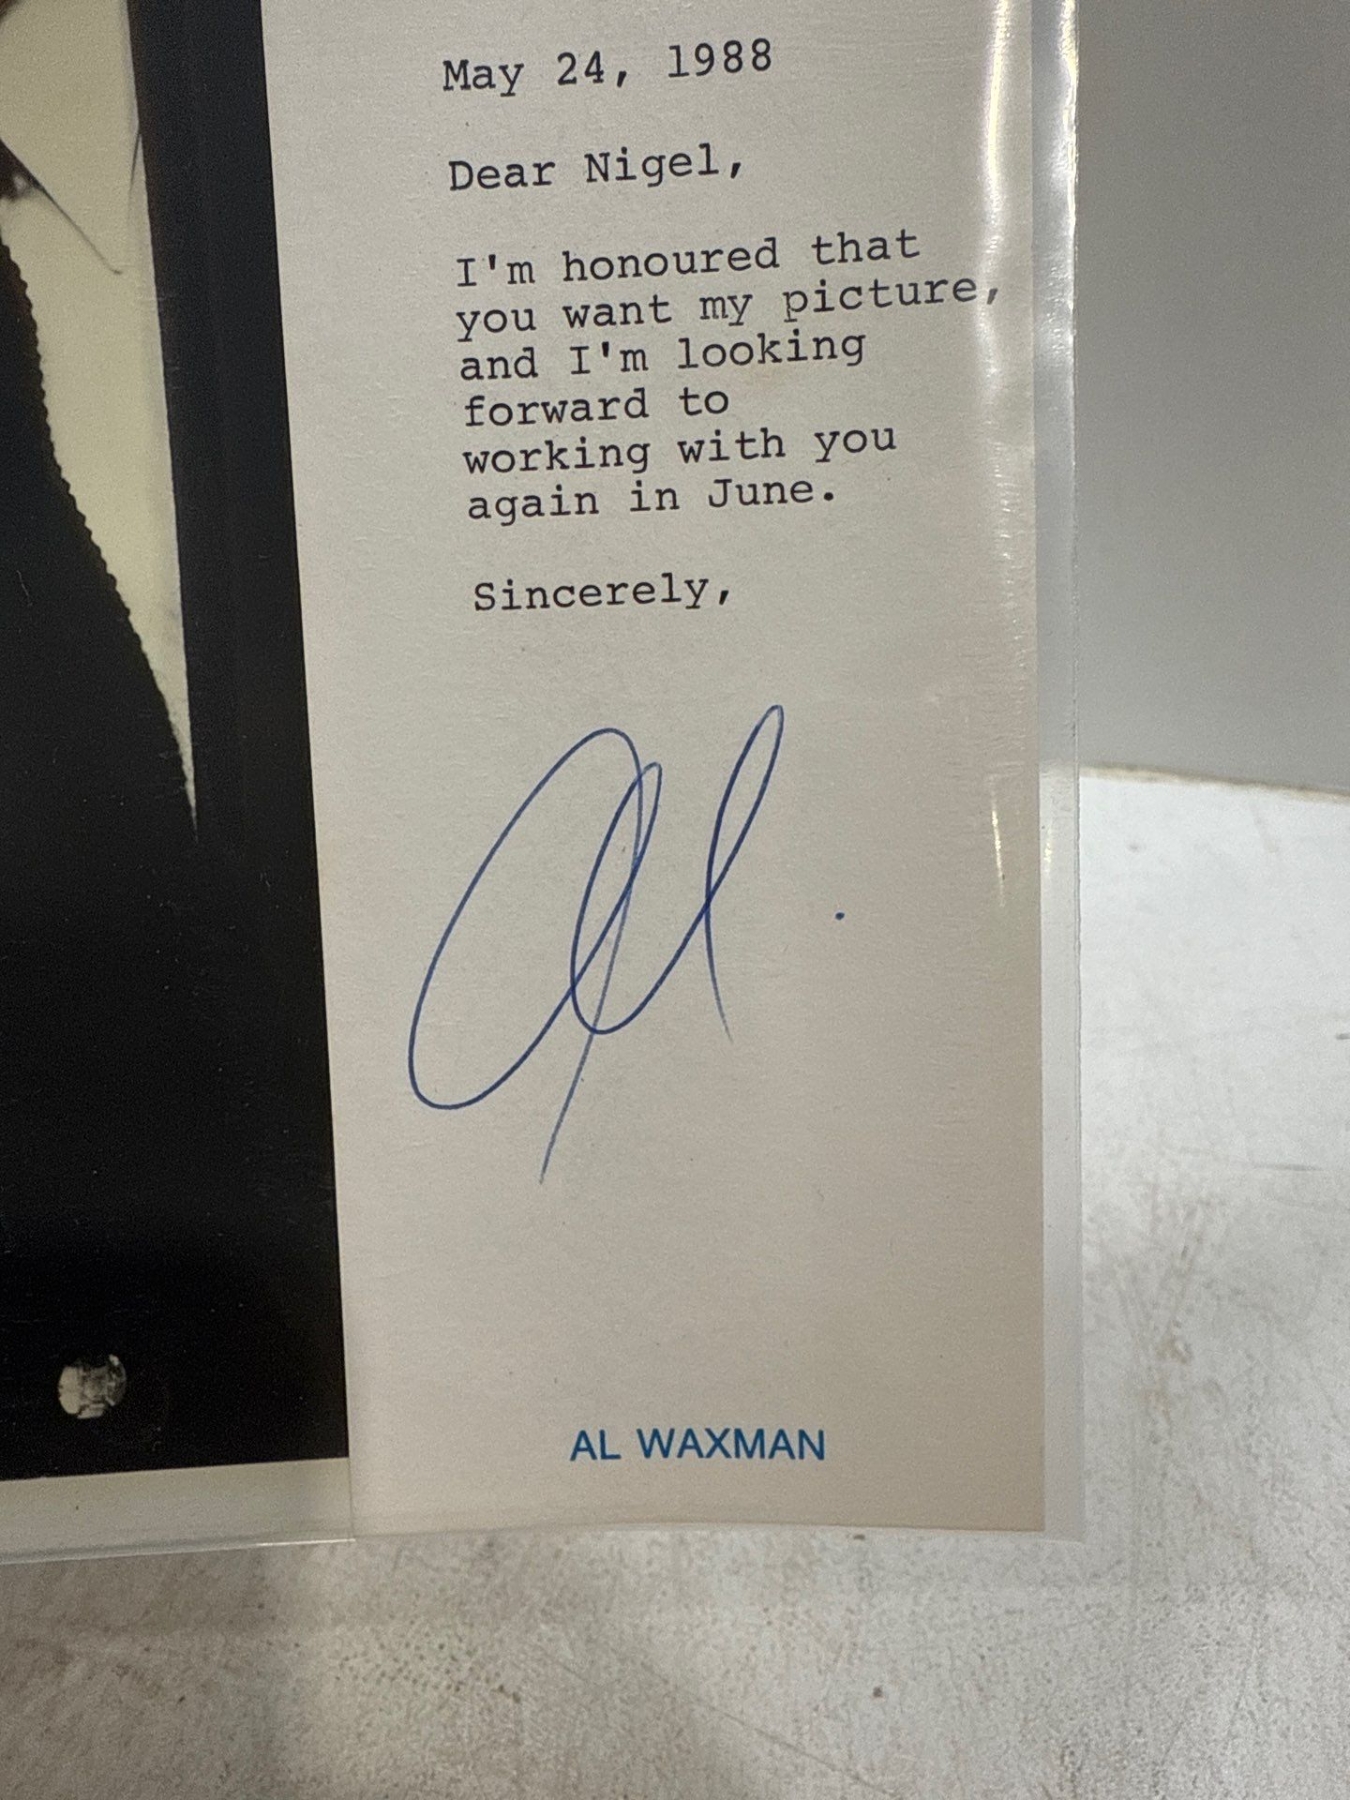 May 24, 1988
Dear Nigel,
I'm honoured that
you want my picture,
and I'm looking
forward to
working with you
again in June.
Sincerely,
Al.
AL WAXMAN